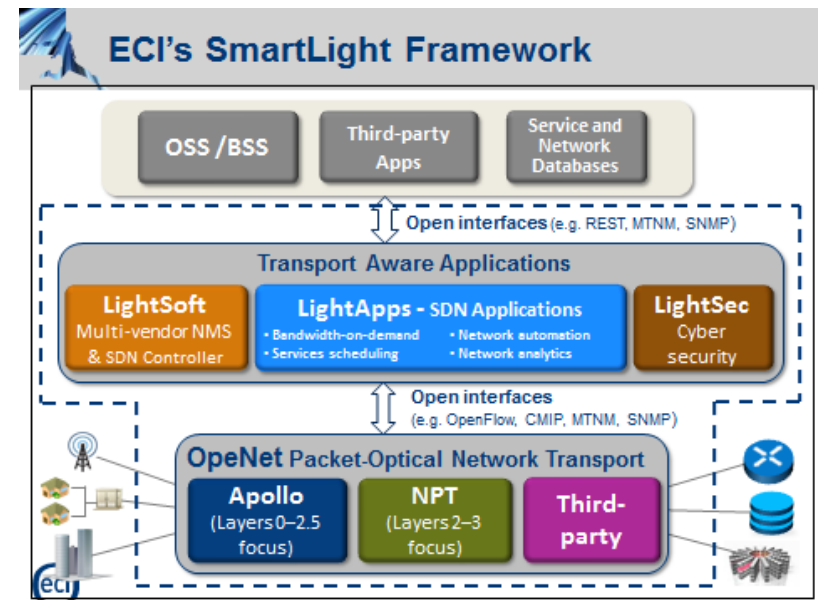 ECI's SmartLight Framework
OSS /BSS
Third-party
Apps
Service and
Network
Databases
Open interfaces (e.g. REST, MTNM, SNMP)
Transport Aware Applications
LightSoft
Multi-vendor NMS
& SDN Controller
LightApps - SDN Applications
• Bandwidth-on-demand
• Services scheduling
• Network automation
• Network analytics
LightSec
Cyber
security
Open interfaces
(e.g. OpenFlow, CMIP, MTNM, SNMP)
OpeNet Packet-Optical Network Transport
Apollo
(Layers 0–2.5
focus)
NPT
(Layers 2–3
focus)
Third-
party
eci